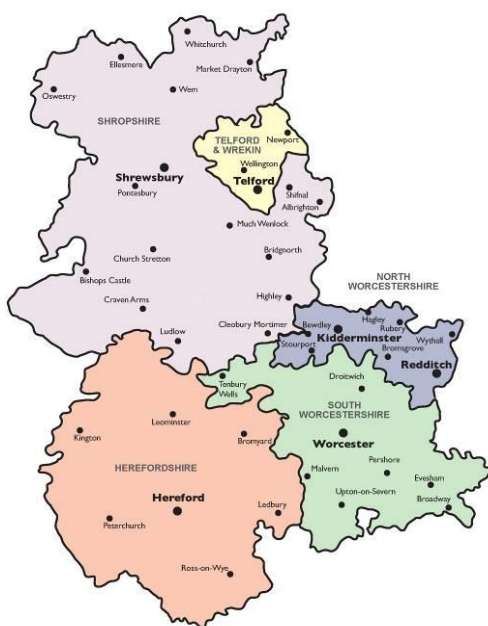 Whitchurch
Ellesmere
Market Drayton
Oswestry
Wem
SHROPSHIRE
TELFORD
& WREKIN
Newport
Wellington
Shrewsbury
Telford
Pontesbury
Shifnal
Albrighton
Much Wenlock
Church Stretton
Bridgnorth
Bishops Castle
NORTH
WORCESTERSHIRE
Craven Arms
Highley
Cleobury Mortimer
Ludlow
Bewdley
Hagley
Rubery
Kidderminster
Wythall
Stourport
Bromsgrove
Redditch
Tenbury
Wells
Droitwich
SOUTH
WORCESTERSHIRE
Leominster
Kington
Bromyard
Worcester
HEREFORDSHIRE
Malvern
Pershore
Evesham
Upton-on-Severn
Broadway
Hereford
Ledbury
Peterchurch
Ross-on-Wye